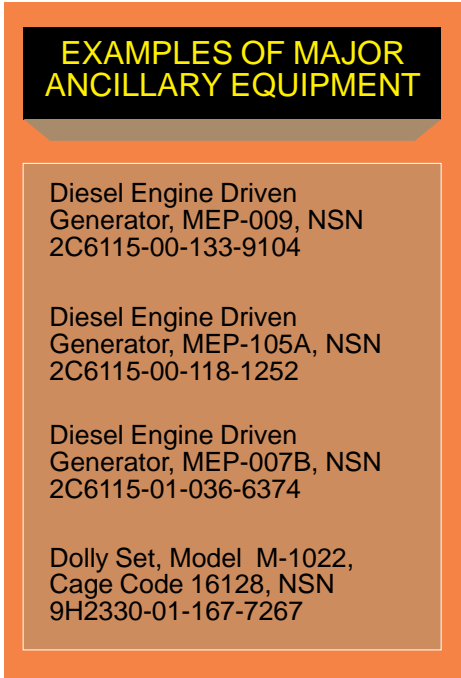 EXAMPLES OF MAJOR
ANCILLARY EQUIPMENT
Diesel Engine Driven
Generator, MEP-009, NSN
2C6115-00-133-9104
Diesel Engine Driven
Generator, MEP-105A, NSN
2C6115-00-118-1252
Diesel Engine Driven
Generator, MEP-007B, NSN
2C6115-01-036-6374
Dolly Set, Model  M-1022,
Cage Code 16128, NSN
9H2330-01-167-7267